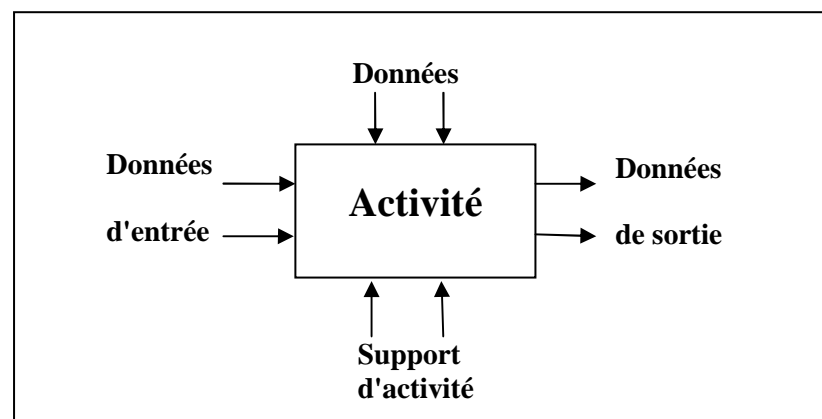 Données
Données
d'entrée
Activité
Données
de sortie
Support
d'activité